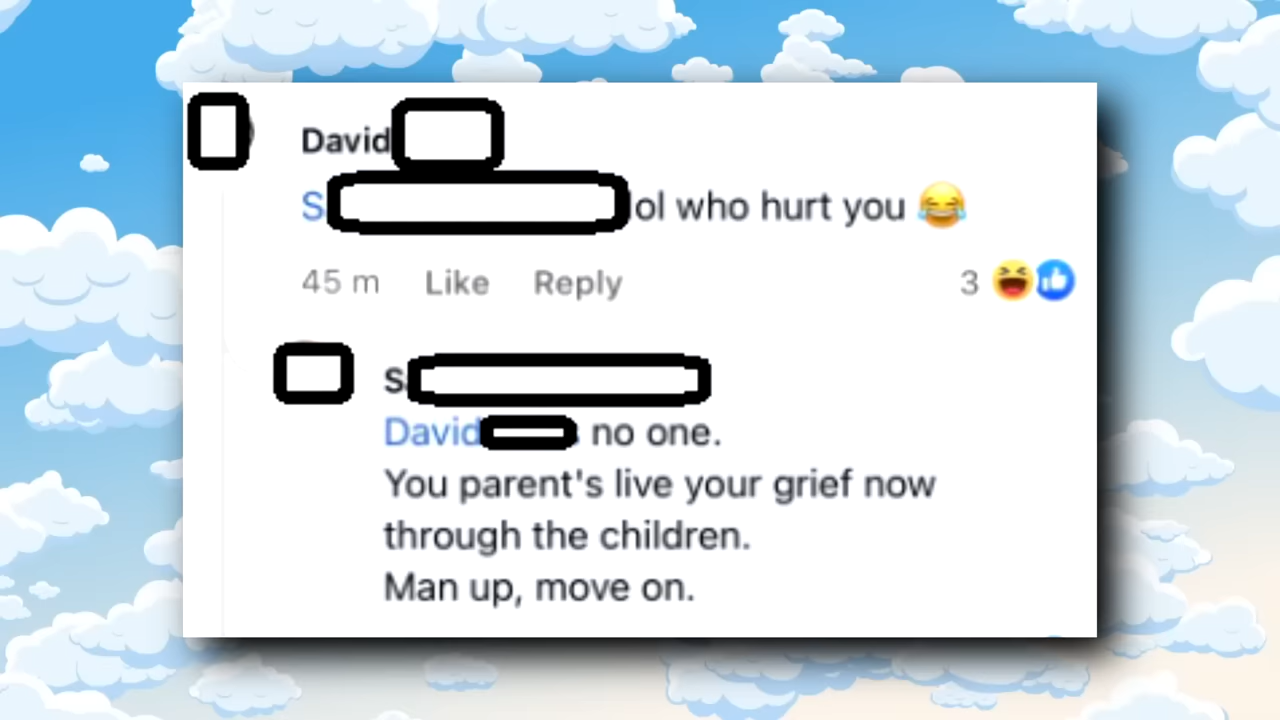 David
S lol who hurt you 😂
45 m Like Reply 3
S
David no one.
You parent's live your grief now
through the children.
Man up, move on.